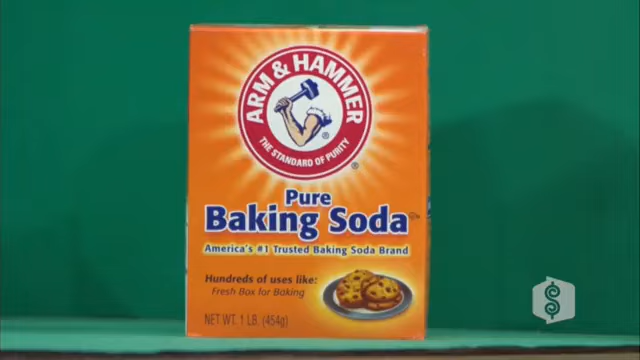 ARM & HAMMER
THE STANDARD OF PURITY
®
®
Pure
Baking Soda
America's #1 Trusted Baking Soda Brand
Hundreds of uses like:
Fresh Box for Baking
NET WT. 1 LB. (454g)
$